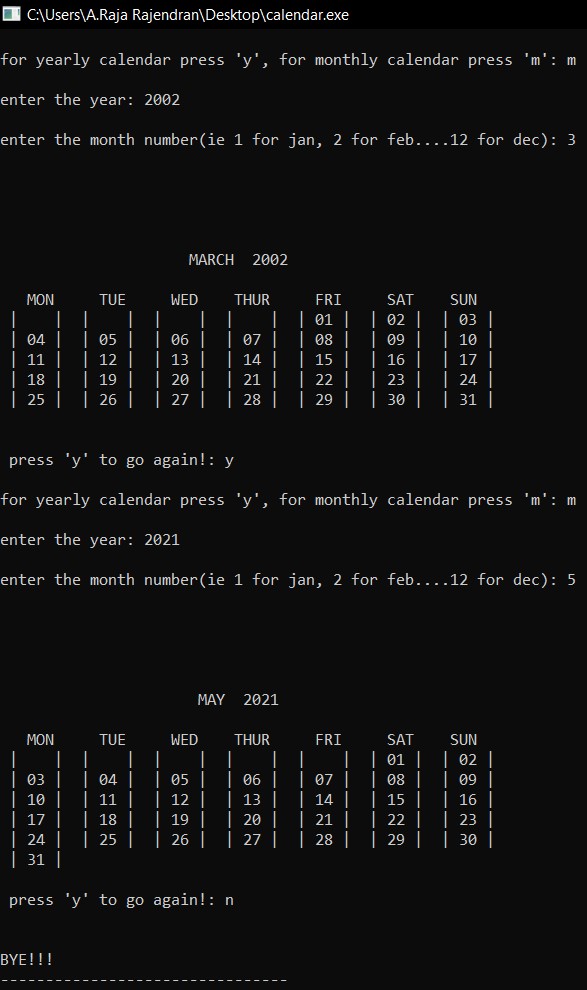 C:\Users\A.Raja Rajendran\Desktop\calendar.exe
for yearly calendar press 'y', for monthly calendar press 'm': m
enter the year: 2002
enter the month number(ie 1 for jan, 2 for feb....12 for dec): 3
MARCH  2002
MON     TUE     WED    THUR     FRI     SAT    SUN
|    |  |    |  |    |  |    |  | 01 |  | 02 |  | 03 |
| 04 |  | 05 |  | 06 |  | 07 |  | 08 |  | 09 |  | 10 |
| 11 |  | 12 |  | 13 |  | 14 |  | 15 |  | 16 |  | 17 |
| 18 |  | 19 |  | 20 |  | 21 |  | 22 |  | 23 |  | 24 |
| 25 |  | 26 |  | 27 |  | 28 |  | 29 |  | 30 |  | 31 |
press 'y' to go again!: y
for yearly calendar press 'y', for monthly calendar press 'm': m
enter the year: 2021
enter the month number(ie 1 for jan, 2 for feb....12 for dec): 5
MAY  2021
MON     TUE     WED    THUR     FRI     SAT    SUN
|    |  |    |  |    |  |    |  |    |  | 01 |  | 02 |
| 03 |  | 04 |  | 05 |  | 06 |  | 07 |  | 08 |  | 09 |
| 10 |  | 11 |  | 12 |  | 13 |  | 14 |  | 15 |  | 16 |
| 17 |  | 18 |  | 19 |  | 20 |  | 21 |  | 22 |  | 23 |
| 24 |  | 25 |  | 26 |  | 27 |  | 28 |  | 29 |  | 30 |
| 31 |
press 'y' to go again!: n
BYE!!!
--------------------------------